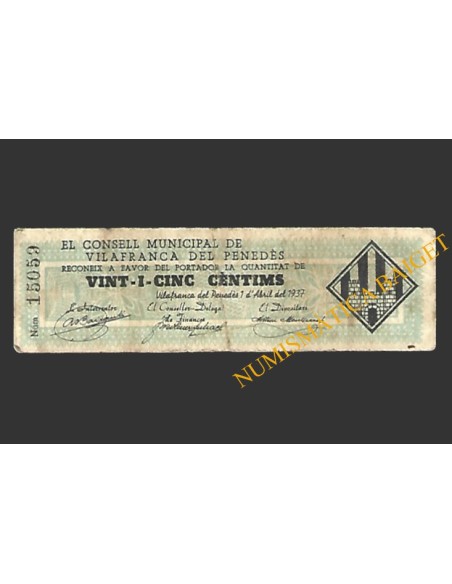 EL CONSELL MUNICIPAL DE
VILAFRANCA DEL PENEDÈS
RECONEIX A FAVOR DEL PORTADOR LA QUANTITAT DE
VINT-I-CINC CÈNTIMS
Vilafranca del Penedès 1 d'Abril del 1937
L'Interventor
El Conseller-Delegat
de Finances
El Dipositari
Núm. 15059
NUMISMATICA BAIGET